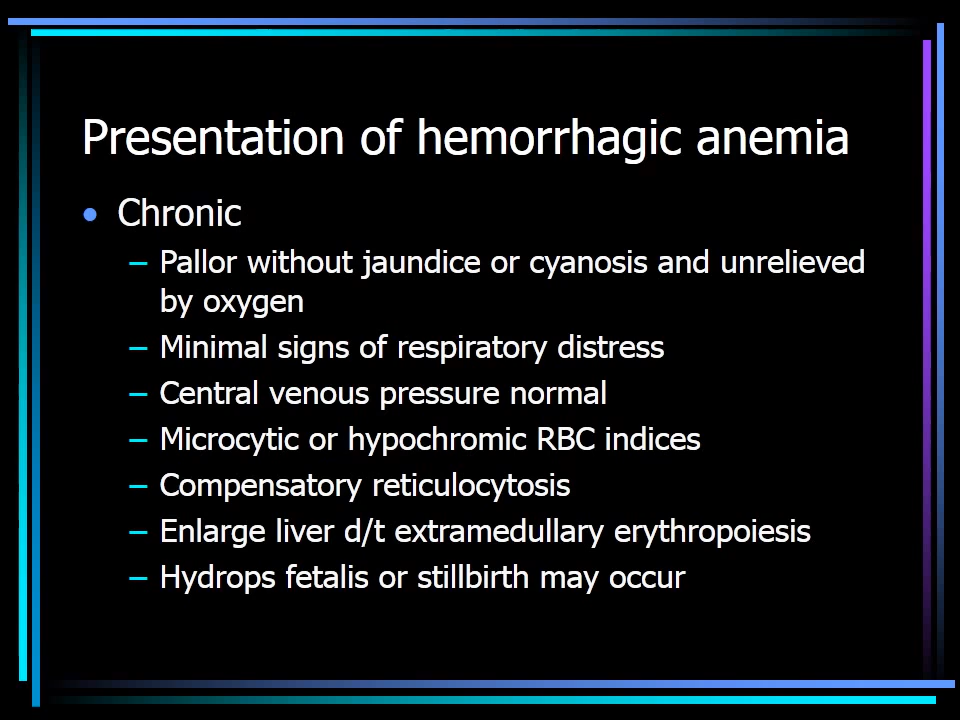 Presentation of hemorrhagic anemia
• Chronic
– Pallor without jaundice or cyanosis and unrelieved
by oxygen
– Minimal signs of respiratory distress
– Central venous pressure normal
– Microcytic or hypochromic RBC indices
– Compensatory reticulocytosis
– Enlarge liver d/t extramedullary erythropoiesis
– Hydrops fetalis or stillbirth may occur